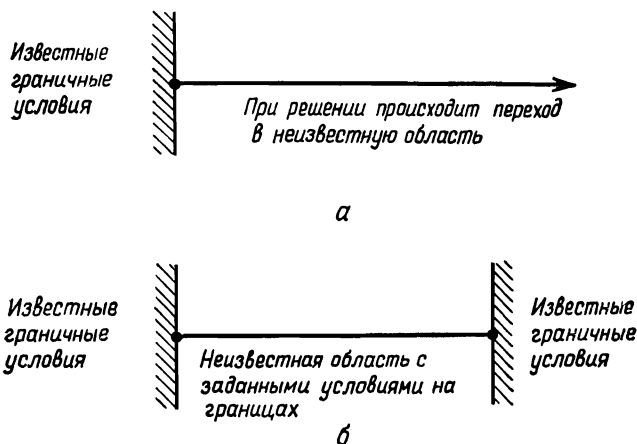 Известные
граничные
условия
При решении происходит переход
в неизвестную область
а
Известные
граничные
условия
Неизвестная область с
заданными условиями на
границах
Известные
граничные
условия
б